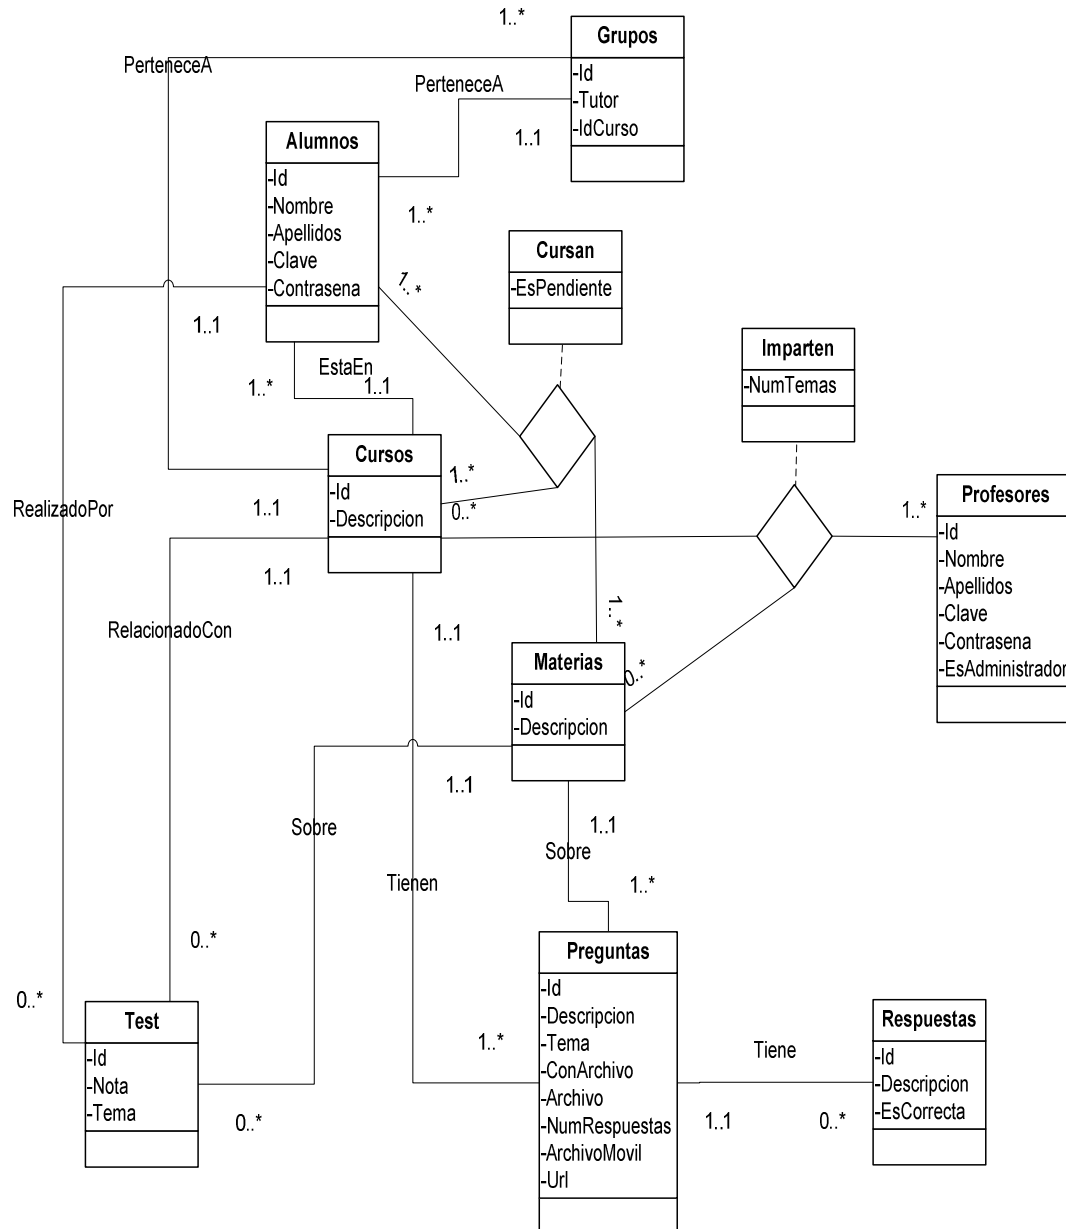 1..*
Grupos
-Id
-Tutor
-IdCurso
PerteneceA
PerteneceA
1..1
Alumnos
-Id
-Nombre
-Apellidos
-Clave
-Contrasena
1..*
Cursan
-EsPendiente
1..*
1..1
EstaEn
1..*
1..1
Imparten
-NumTemas
Cursos
-Id
-Descripcion
1..*
0..*
1..1
RealizadoPor
1..*
Profesores
-Id
-Nombre
-Apellidos
-Clave
-Contrasena
-EsAdministrador
1..1
RelacionadoCon
1..1
1..*
Materias
-Id
-Descripcion
0..*
1..1
Sobre
1..1
Sobre
Tienen
1..*
0..*
0..*
Test
-Id
-Nota
-Tema
0..*
Preguntas
-Id
-Descripcion
-Tema
-ConArchivo
-Archivo
-NumRespuestas
-ArchivoMovil
-Url
1..*
Tiene
1..1
0..*
Respuestas
-Id
-Descripcion
-EsCorrecta